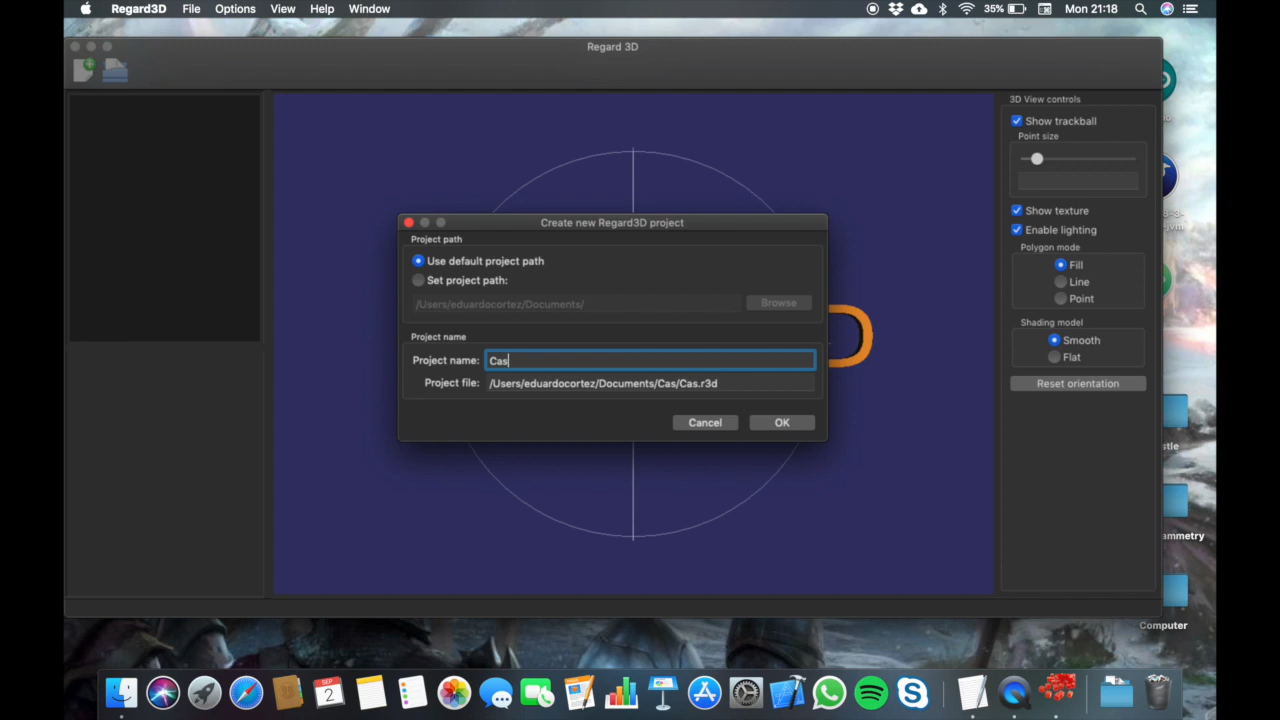 Regard3D File Options View Help Window 35% Mon 21:18
Regard 3D
3D View controls
Show trackball
Point size
Show texture
Enable lighting
Polygon mode
Fill
Line
Point
Shading model
Smooth
Flat
Reset orientation
Create new Regard3D project
Project path
Use default project path
Set project path:
/Users/eduardocortez/Documents/ Browse
Project name
Project name: Cas
Project file: /Users/eduardocortez/Documents/Cas/Cas.r3d
Cancel OK
D
Computer
SEP
2